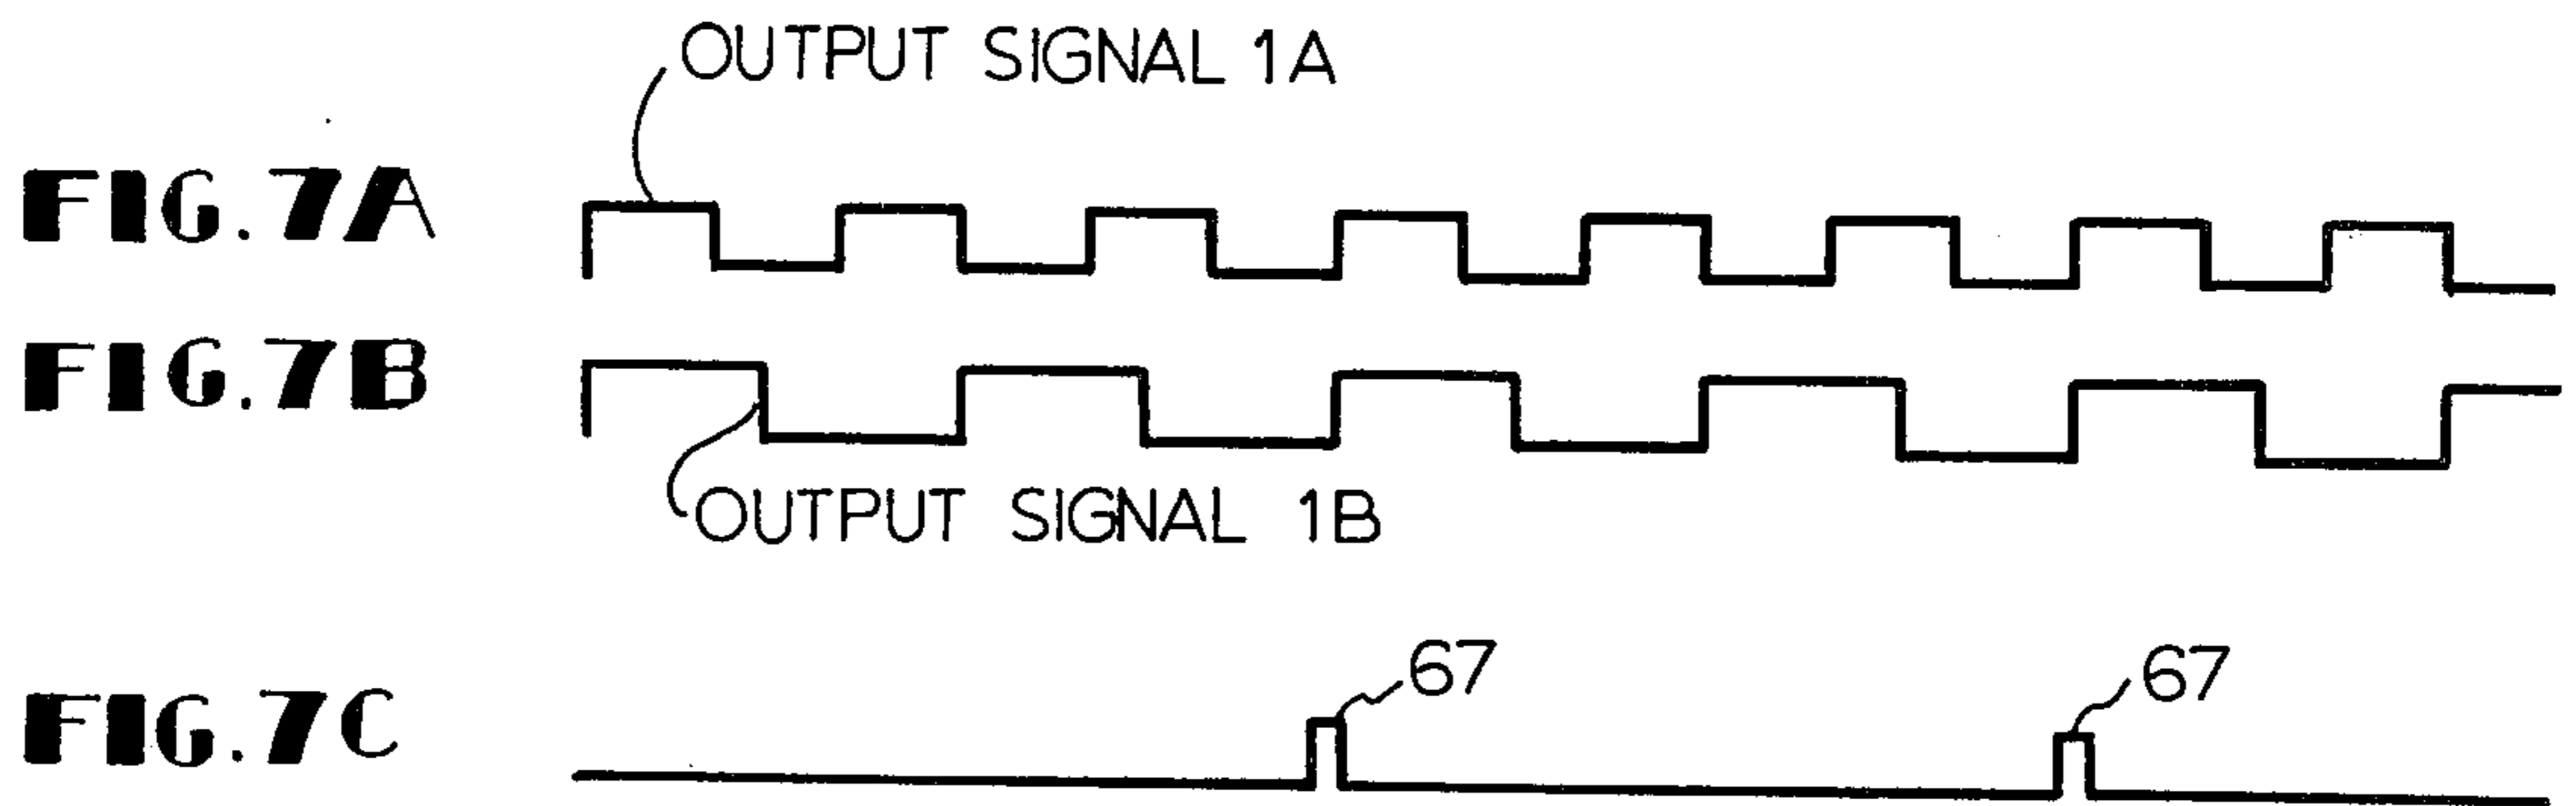 OUTPUT SIGNAL 1A
FIG. 7A
FIG. 7B
OUTPUT SIGNAL 1B
67
67
FIG. 7C